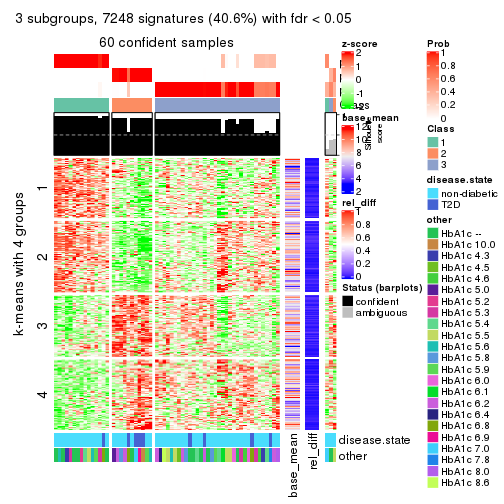 3 subgroups, 7248 signatures (40.6%) with fdr < 0.05
60 confident samples
k-means with 4 groups
1
2
3
4
base_mean
rel_diff
disease.state
other
z-score
2
1
0
-1
-2
base_mean
12
10
8
6
4
2
score
rel_diff
1
0.8
0.6
0.4
0.2
0
Status (barplots)
confident
ambiguous
Prob
1
0.8
0.6
0.4
0.2
0
Class
1
2
3
disease.state
non-diabetic
T2D
other
HbA1c --
HbA1c 10.0
HbA1c 4.3
HbA1c 4.5
HbA1c 4.6
HbA1c 5.0
HbA1c 5.2
HbA1c 5.3
HbA1c 5.4
HbA1c 5.5
HbA1c 5.6
HbA1c 5.8
HbA1c 5.9
HbA1c 6.0
HbA1c 6.1
HbA1c 6.2
HbA1c 6.4
HbA1c 6.8
HbA1c 6.9
HbA1c 7.0
HbA1c 7.8
HbA1c 8.0
HbA1c 8.6